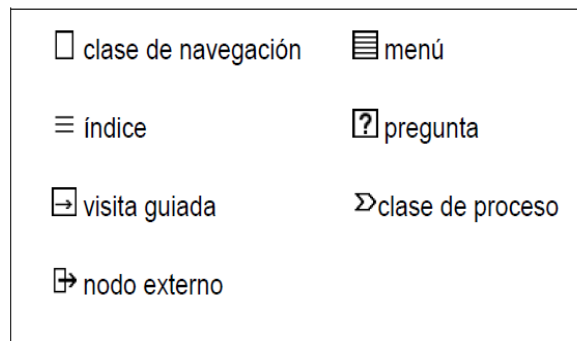 clase de navegación
menú
índice
? pregunta
visita guiada
clase de proceso
nodo externo